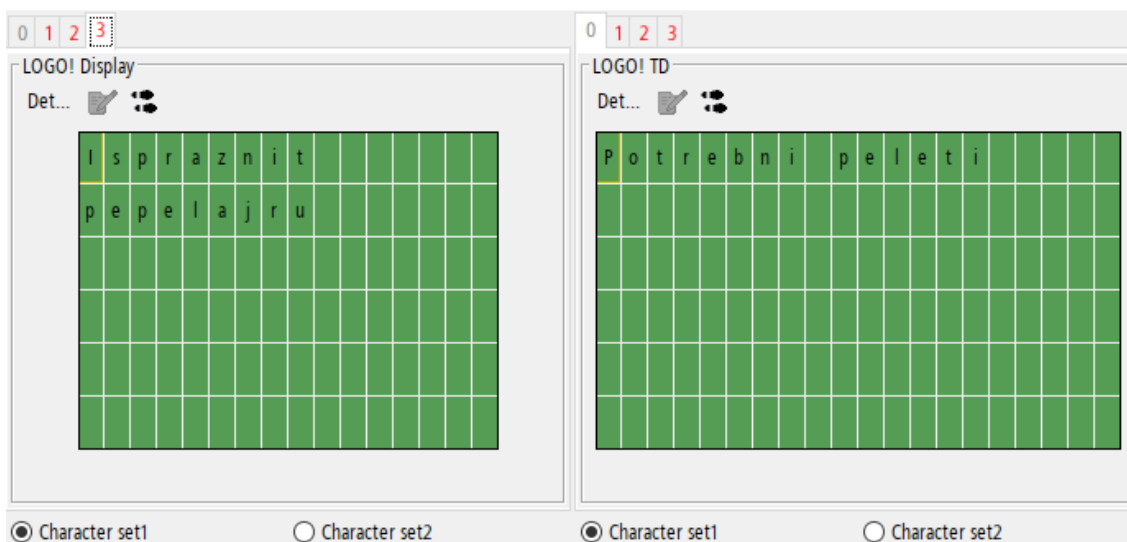 0 1 2 3
LOGO! Display
Det...
Ispraznit
pepelajru
Character set1 Character set2
0 1 2 3
LOGO! TD
Det...
Potrebni peleti
Character set1 Character set2